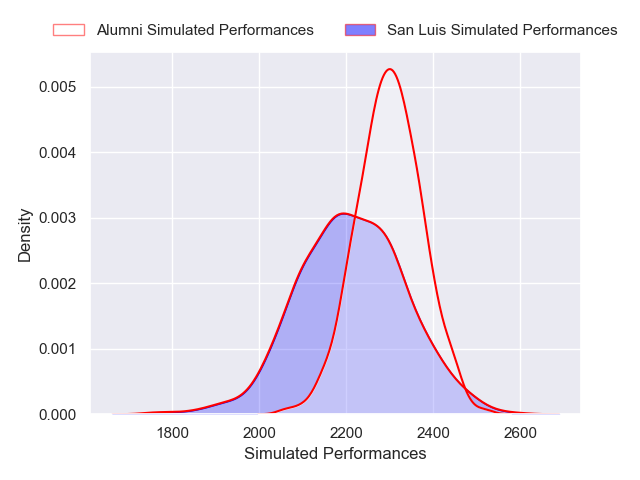 Alumni Simulated Performances
San Luis Simulated Performances
0.005
0.004
0.003
0.002
0.001
0.000
Density
1800
2000
2200
2400
2600
Simulated Performances